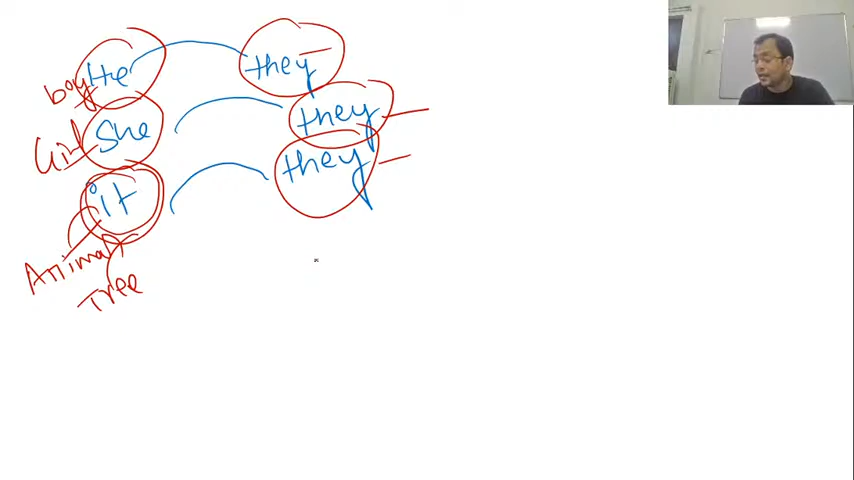 boy He they
Girl She they
it they
Animal
Tree